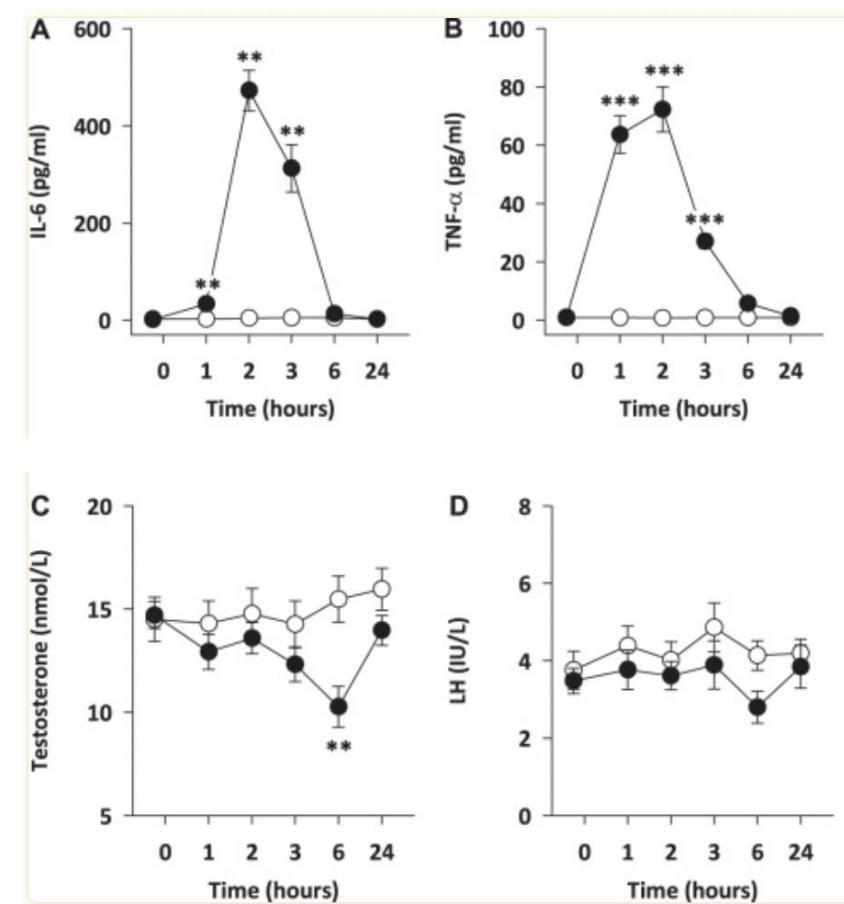 A
600
400
200
0
IL-6 (pg/ml)
**
**
**
0 1 2 3 6 24
Time (hours)
B
100
80
60
40
20
0
TNF-α (pg/ml)
***
***
***
0 1 2 3 6 24
Time (hours)
C
20
15
10
5
Testosterone (nmol/L)
**
0 1 2 3 6 24
Time (hours)
D
8
6
4
2
0
LH (IU/L)
0 1 2 3 6 24
Time (hours)